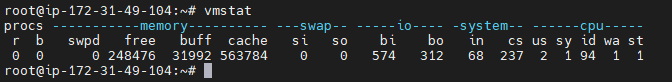 root@ip-172-31-49-104:~# vmstat
procs -----------memory---------- ---swap-- -----io---- -system-- ------cpu-----
 r  b   swpd   free   buff  cache   si   so    bi    bo   in   cs us sy id wa st
 0  0      0 248476  31992 563784    0    0   574   312   68  237  2  1 94  1  1
root@ip-172-31-49-104:~#